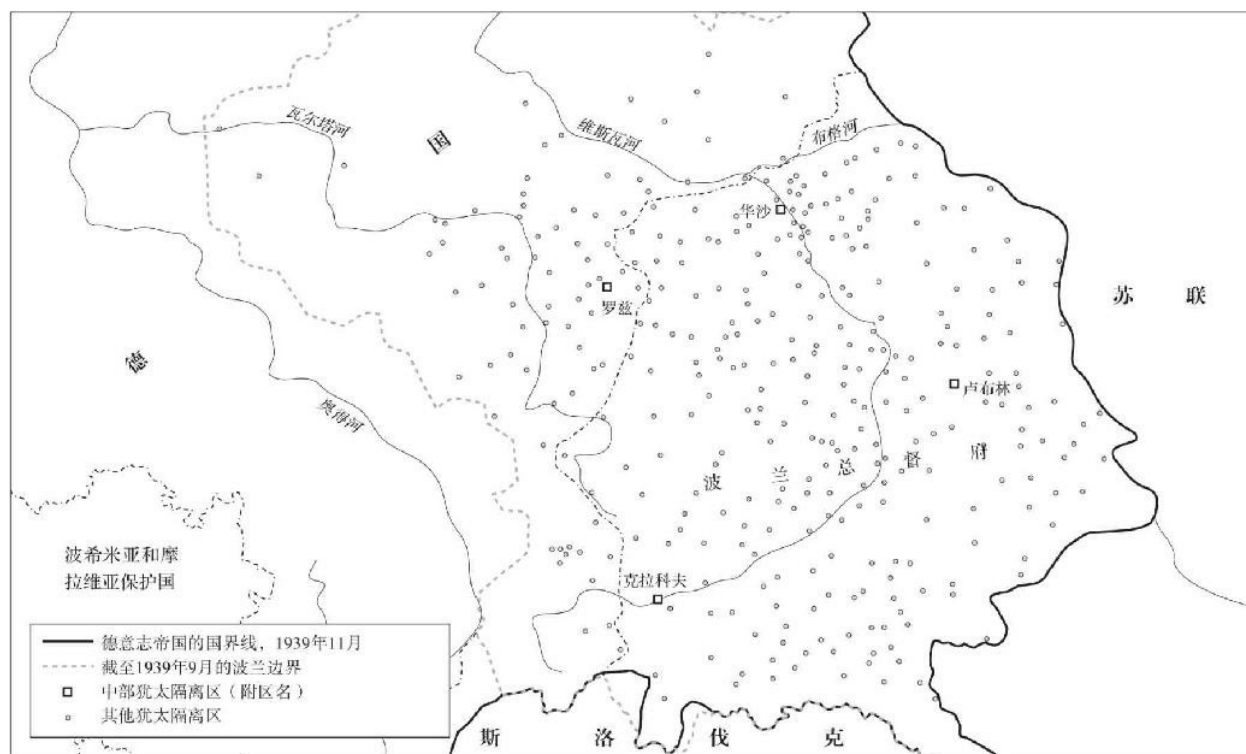 瓦尔塔河
国
维斯瓦河
布格河
华沙
罗兹
苏 联
德
奥得河
卢布林
波 兰 总 督 府
波希米亚和摩
拉维亚保护国
克拉科夫
德意志帝国的国界线，1939年11月
截至1939年9月的波兰边界
中部犹太隔离区（附区名）
其他犹太隔离区
斯 洛 伐 克